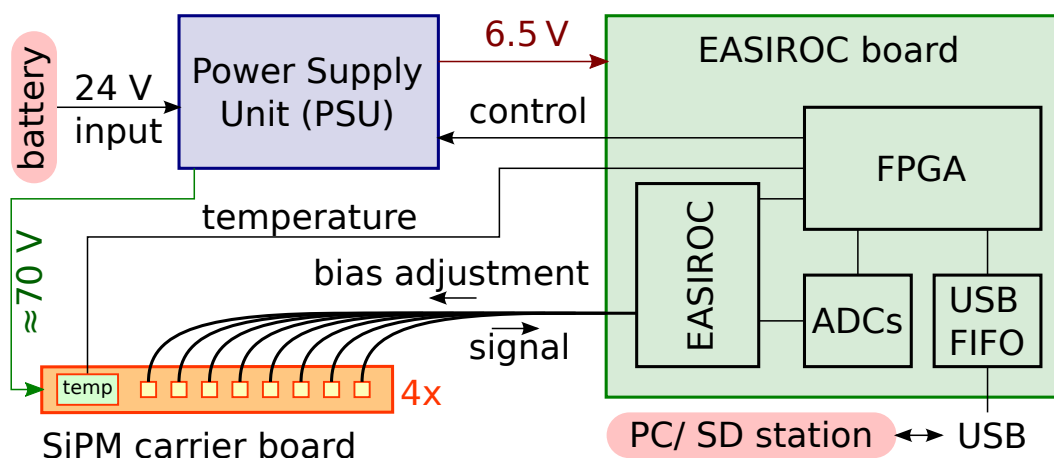 battery
24 V
input
Power Supply
Unit (PSU)
6.5 V
EASIROC board
control
FPGA
temperature
≈70 V
bias adjustment
signal
EASIROC
ADCs
USB
FIFO
temp
4x
SiPM carrier board
PC/ SD station
USB